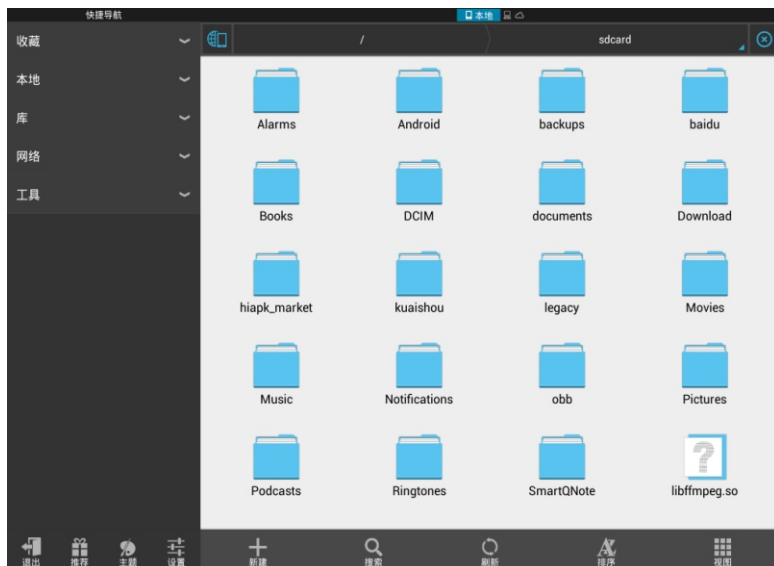 快捷导航
本地
收藏
本地
库
网络
工具
/
sdcard
Alarms
Android
backups
baidu
Books
DCIM
documents
Download
hiapk_market
kuaishou
legacy
Movies
Music
Notifications
obb
Pictures
Podcasts
Ringtones
SmartQNote
libffmpeg.so
退出
推荐
主题
设置
新建
搜索
刷新
排序
视图